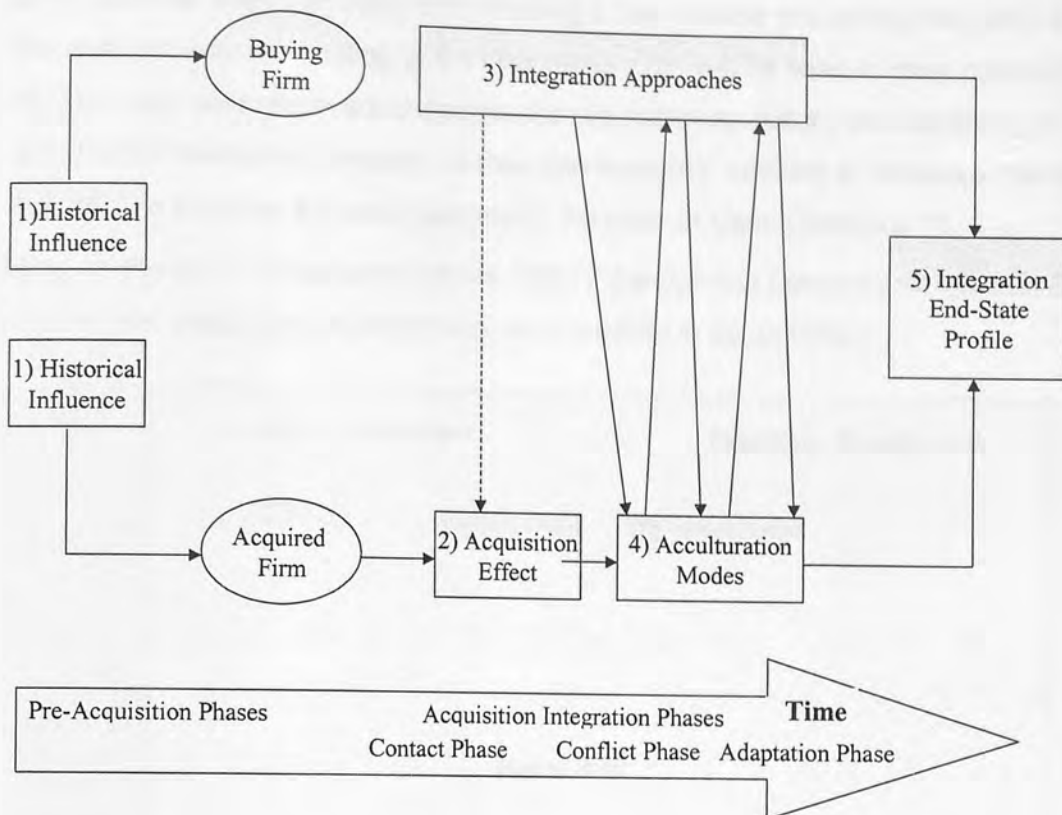 Buying
Firm
3) Integration Approaches
1)Historical
Influence
5) Integration
End-State
Profile
1) Historical
Influence
Acquired
Firm
2) Acquisition
Effect
4) Acculturation
Modes
Pre-Acquisition Phases
Acquisition Integration Phases
Time
Contact Phase
Conflict Phase
Adaptation Phase